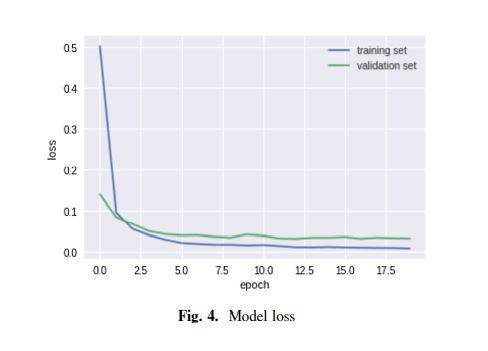 0.5
training set
validation set
0.4
0.3
loss
0.2
0.1
0.0
0.0 2.5 5.0 7.5 10.0 12.5 15.0 17.5
epoch
Fig. 4. Model loss